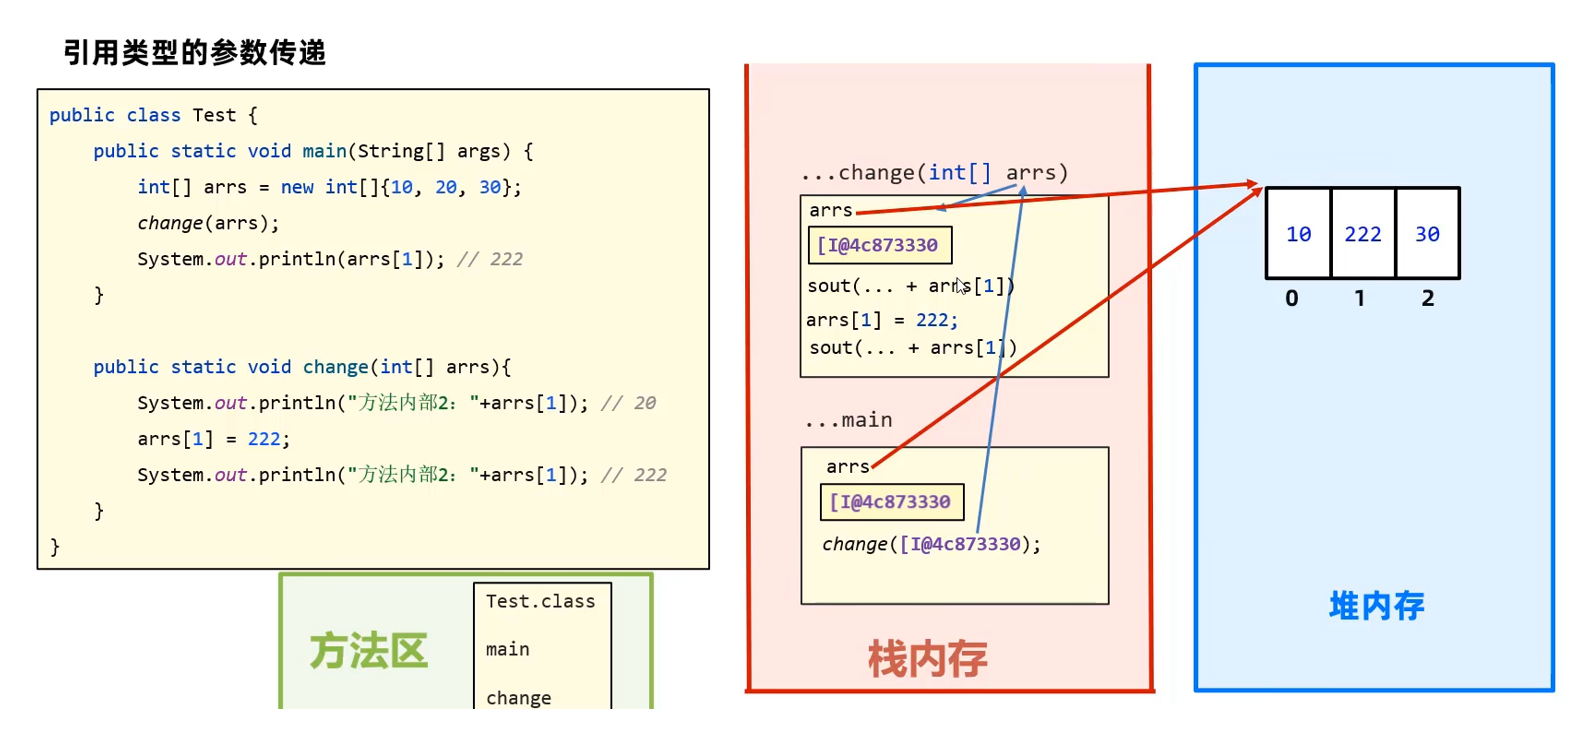 引用类型的参数传递
public class Test {
public static void main(String[] args) {
int[] arrs = new int[]{10, 20, 30};
change(arrs);
System.out.println(arrs[1]); // 222
}
public static void change(int[] arrs){
System.out.println("方法内部2："+arrs[1]); // 20
arrs[1] = 222;
System.out.println("方法内部2："+arrs[1]); // 222
}
}
方法区
Test.class
main
change
...change(int[] arrs)
arrs
[I@4c873330
sout(... + arrs[1])
arrs[1] = 222;
sout(... + arrs[1])
...main
arrs
[I@4c873330
change([I@4c873330);
栈内存
10 222 30
0 1 2
堆内存